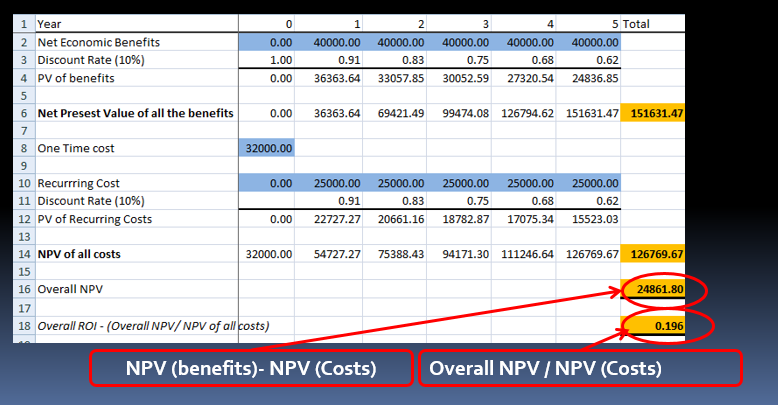 1 Year 0 1 2 3 4 5 Total
2 Net Economic Benefits 0.00 40000.00 40000.00 40000.00 40000.00 40000.00
3 Discount Rate (10%) 1.00 0.91 0.83 0.75 0.68 0.62
4 PV of benefits 0.00 36363.64 33057.85 30052.59 27320.54 24836.85
5
6 Net Presest Value of all the benefits 0.00 36363.64 69421.49 99474.08 126794.62 151631.47 151631.47
7
8 One Time cost 32000.00
9
10 Recurrring Cost 0.00 25000.00 25000.00 25000.00 25000.00 25000.00
11 Discount Rate (10%) 0.91 0.83 0.75 0.68 0.62
12 PV of Recurring Costs 0.00 22727.27 20661.16 18782.87 17075.34 15523.03
13
14 NPV of all costs 32000.00 54727.27 75388.43 94171.30 111246.64 126769.67 126769.67
15
16 Overall NPV 24861.80
17
18 Overall ROI - (Overall NPV/ NPV of all costs) 0.196
NPV (benefits)- NPV (Costs) Overall NPV / NPV (Costs)